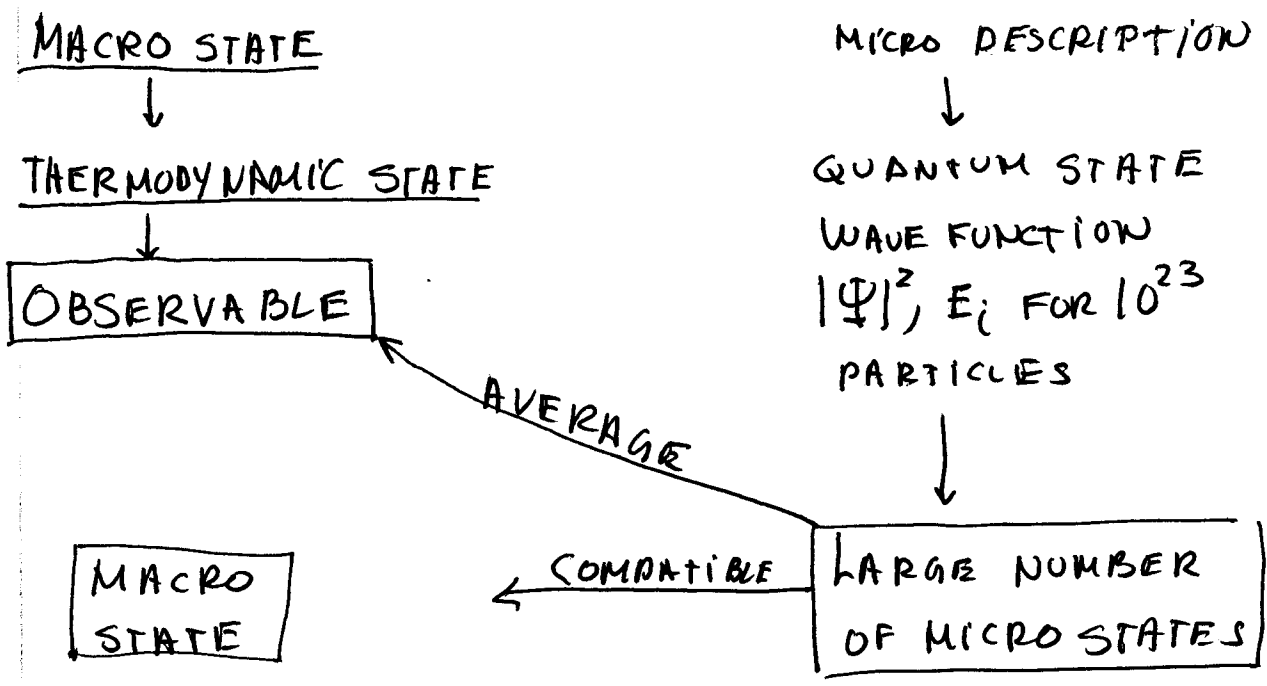 MACRO STATE
THERMODYNAMIC STATE
OBSERVABLE
MICRO DESCRIPTION
QUANTUM STATE
WAVE FUNCTION
|Ψ|², Eᵢ FOR 10²³
PARTICLES
AVERAGE
COMPATIBLE
MACRO
STATE
LARGE NUMBER
OF MICRO STATES